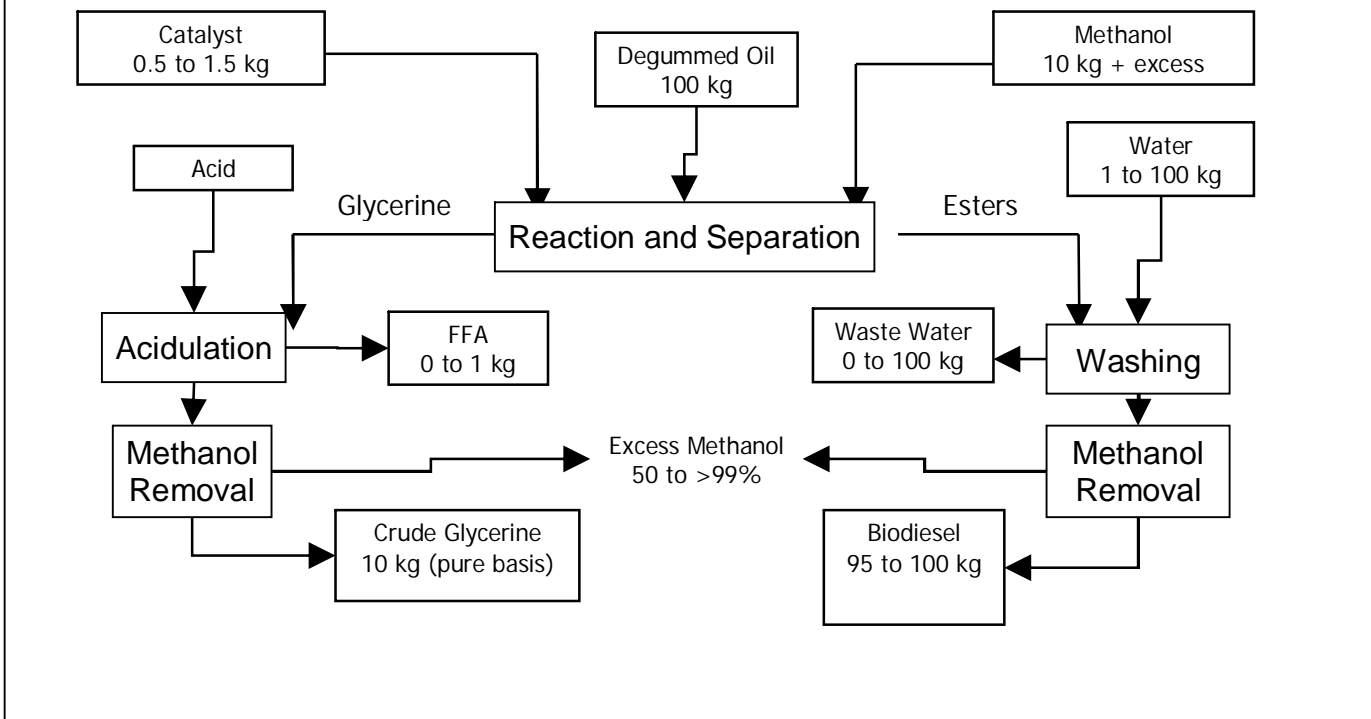 Catalyst
0.5 to 1.5 kg
Degummed Oil
100 kg
Methanol
10 kg + excess
Acid
Water
1 to 100 kg
Glycerine
Esters
Reaction and Separation
Acidulation
FFA
0 to 1 kg
Waste Water
0 to 100 kg
Washing
Methanol
Removal
Excess Methanol
50 to >99%
Methanol
Removal
Crude Glycerine
10 kg (pure basis)
Biodiesel
95 to 100 kg